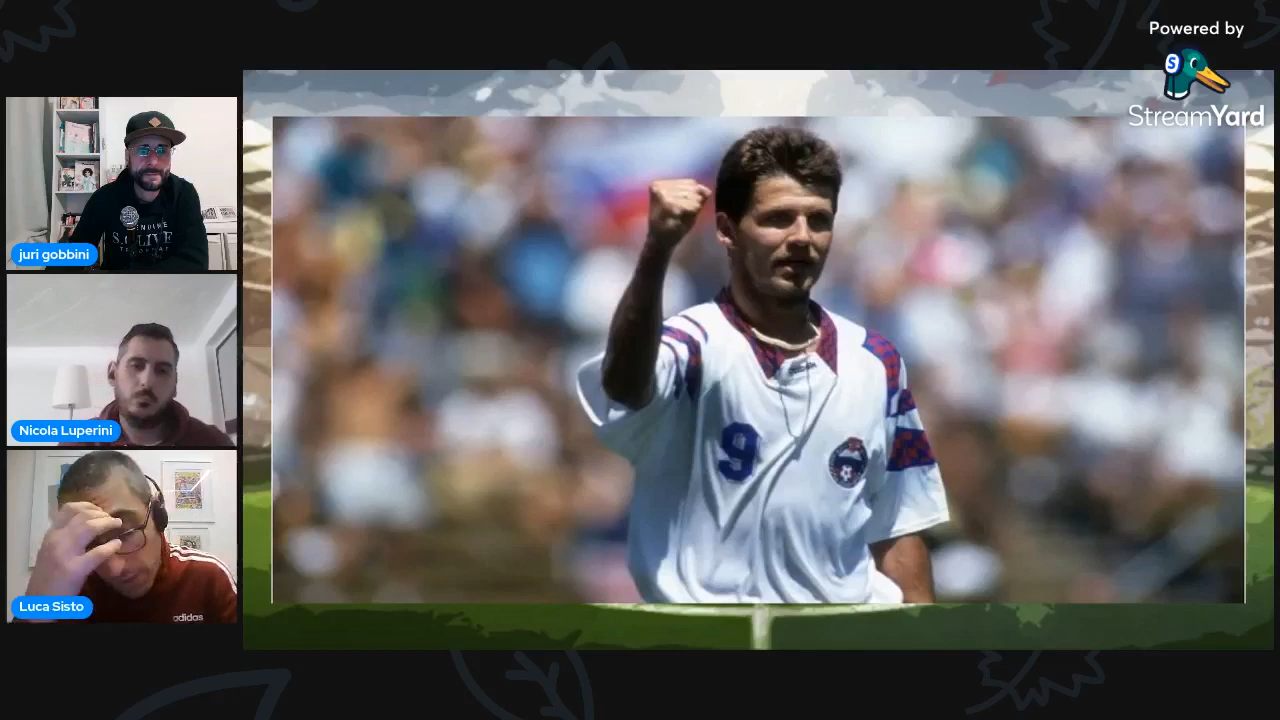 Powered by
StreamYard
juri gobbini
Nicola Luperini
Luca Sisto
adidas
9